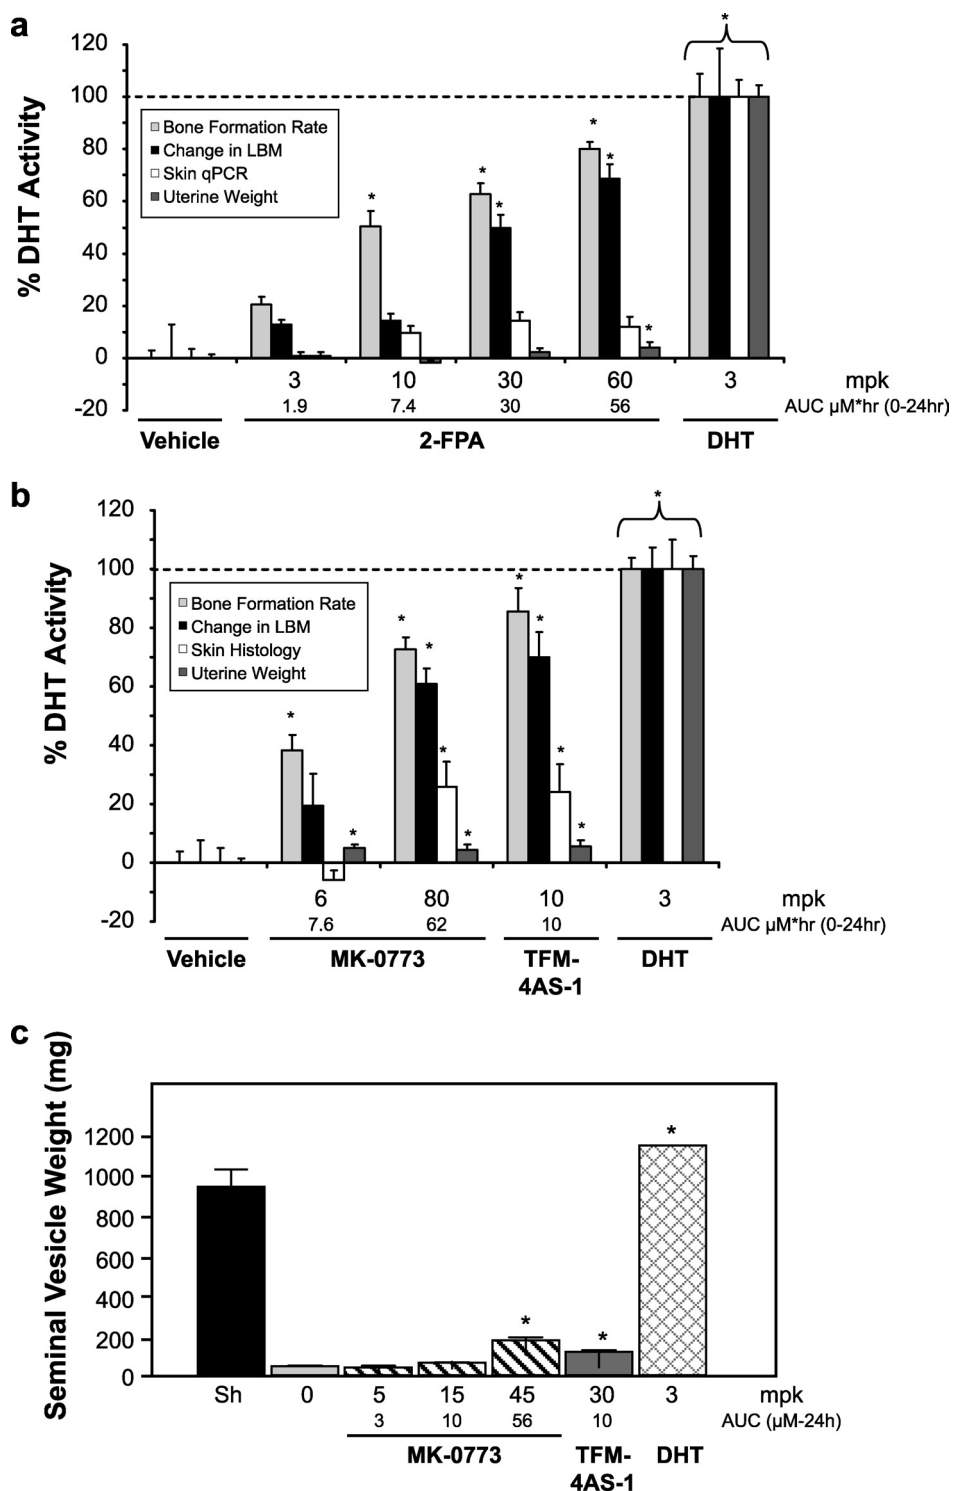 a
*
120
100
80
60
40
20
0
-20
% DHT Activity
Bone Formation Rate
Change in LBM
Skin qPCR
Uterine Weight
* * * * * *
3 10 30 60 3 mpk
1.9 7.4 30 56 AUC µM*hr (0-24hr)
Vehicle 2-FPA DHT
b
*
120
100
80
60
40
20
0
-20
% DHT Activity
Bone Formation Rate
Change in LBM
Skin Histology
Uterine Weight
* * * * * * * * * *
6 80 10 3 mpk
7.6 62 10 AUC µM*hr (0-24hr)
Vehicle MK-0773 TFM- DHT
4AS-1
c
Seminal Vesicle Weight (mg)
1200
1000
800
600
400
200
0
* * *
Sh 0 5 15 45 30 3 mpk
3 10 56 10 AUC (µM-24h)
MK-0773 TFM- DHT
4AS-1